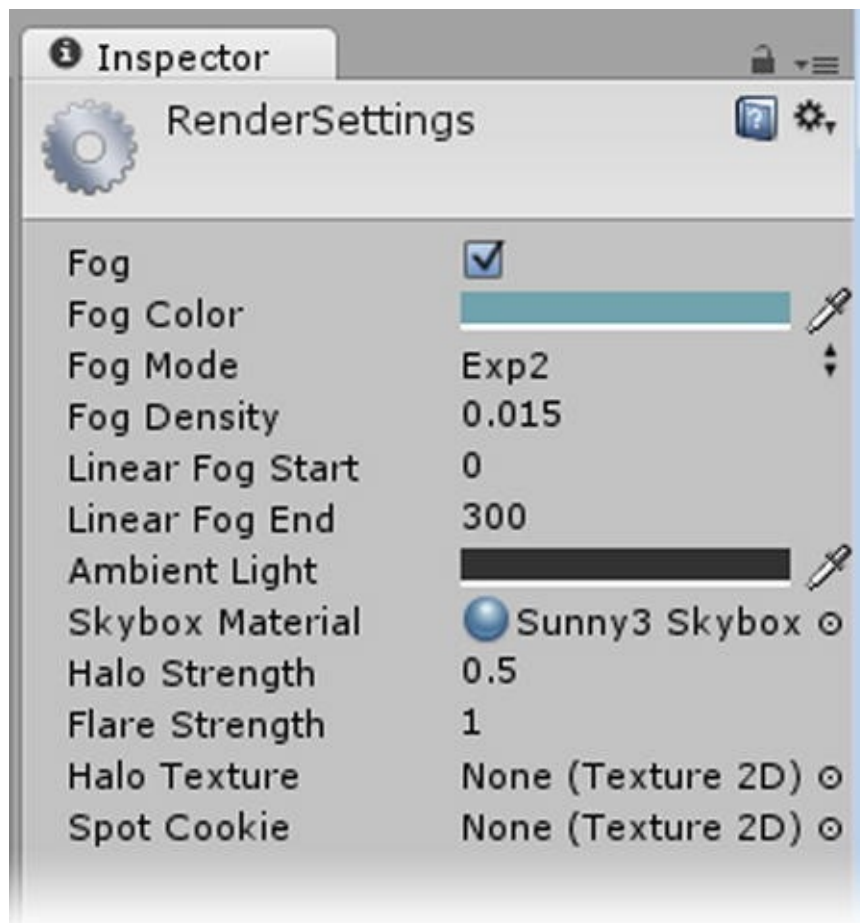 Inspector
RenderSettings
Fog
Fog Color
Fog Mode Exp2
Fog Density 0.015
Linear Fog Start 0
Linear Fog End 300
Ambient Light
Skybox Material Sunny3 Skybox
Halo Strength 0.5
Flare Strength 1
Halo Texture None (Texture 2D)
Spot Cookie None (Texture 2D)